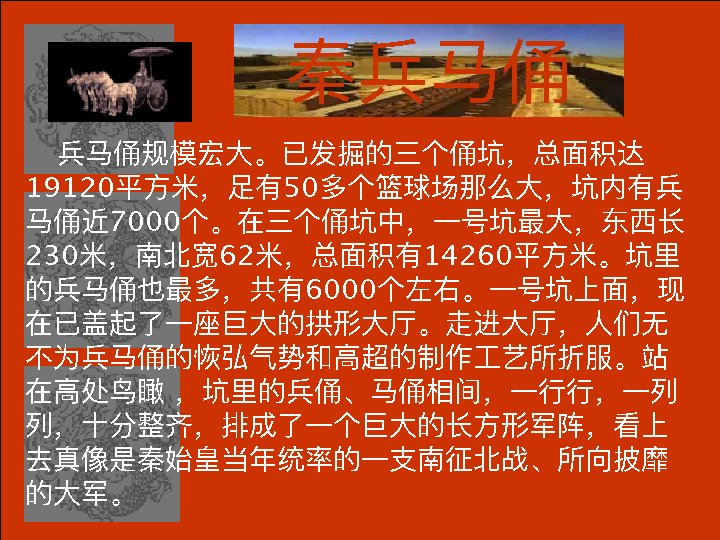 秦兵马俑
兵马俑规模宏大。已发掘的三个俑坑，总面积达
19120平方米，足有50多个篮球场那么大，坑内有兵
马俑近7000个。在三个俑坑中，一号坑最大，东西长
230米，南北宽62米，总面积有14260平方米。坑里
的兵马俑也最多，共有6000个左右。一号坑上面，现
在已盖起了一座巨大的拱形大厅。走进大厅，人们无
不为兵马俑的恢弘气势和高超的制作工艺所折服。站
在高处鸟瞰 ，坑里的兵俑、马俑相间，一行行，一列
列，十分整齐，排成了一个巨大的长方形军阵，看上
去真像是秦始皇当年统率的一支南征北战、所向披靡
的大军。